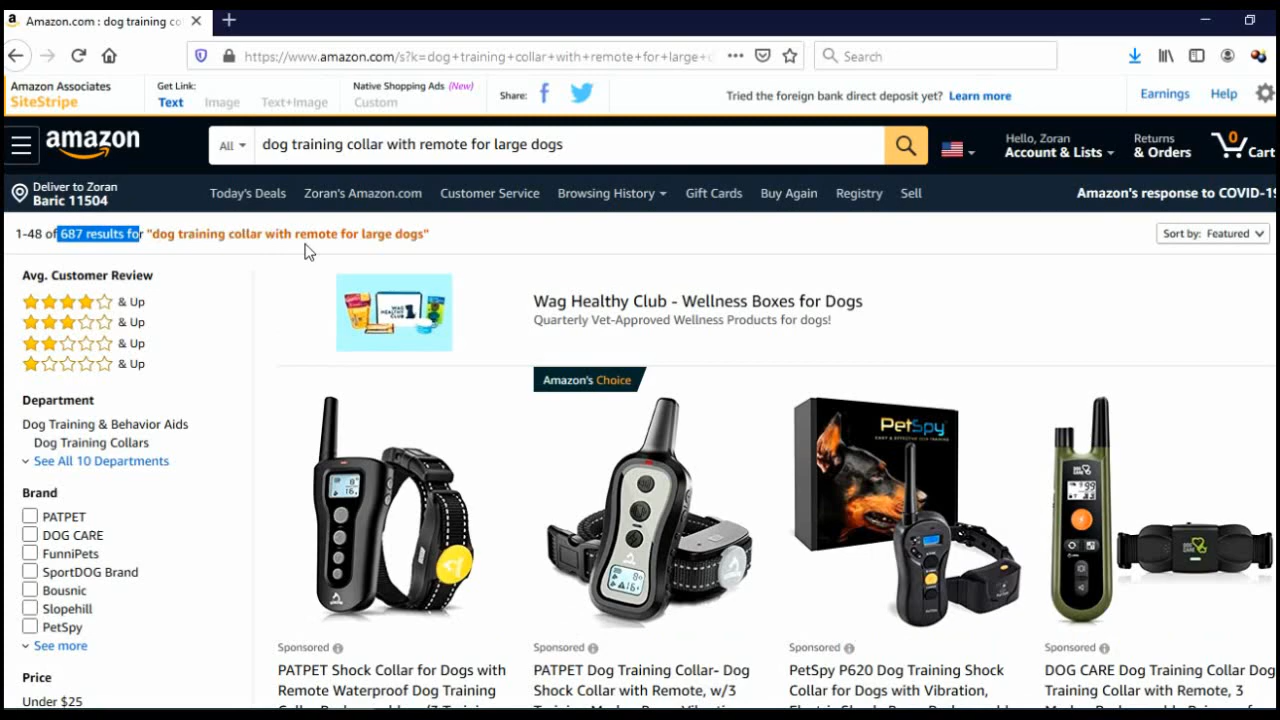 Amazon.com : dog training co
https://www.amazon.com/s?k=dog+training+collar+with+remote+for+large+d
Search
Amazon Associates
SiteStripe
Get Link:
Text Image Text+Image
Native Shopping Ads (New)
Custom
Share:
Tried the foreign bank direct deposit yet? Learn more
Earnings Help
amazon
All
dog training collar with remote for large dogs
Hello, Zoran
Account & Lists
Returns
& Orders
0
Cart
Deliver to Zoran
Baric 11504
Today's Deals Zoran's Amazon.com Customer Service Browsing History Gift Cards Buy Again Registry Sell
Amazon's response to COVID-19
1-48 of 687 results for "dog training collar with remote for large dogs"
Sort by: Featured
Avg. Customer Review
& Up
& Up
& Up
& Up
Department
Dog Training & Behavior Aids
Dog Training Collars
See All 10 Departments
Brand
PATPET
DOG CARE
FunniPets
SportDOG Brand
Bousnic
Slopehill
PetSpy
See more
Price
Under $25
WAG
HEALTHY
CLUB
Wag Healthy Club - Wellness Boxes for Dogs
Quarterly Vet-Approved Wellness Products for dogs!
Amazon's Choice
PetSpy
DOG
CARE
Sponsored
PATPET Shock Collar for Dogs with
Remote Waterproof Dog Training
Sponsored
PATPET Dog Training Collar- Dog
Shock Collar with Remote, w/3
Sponsored
PetSpy P620 Dog Training Shock
Collar for Dogs with Vibration,
Sponsored
DOG CARE Dog Training Collar Dog
Training Collar with Remote, 3